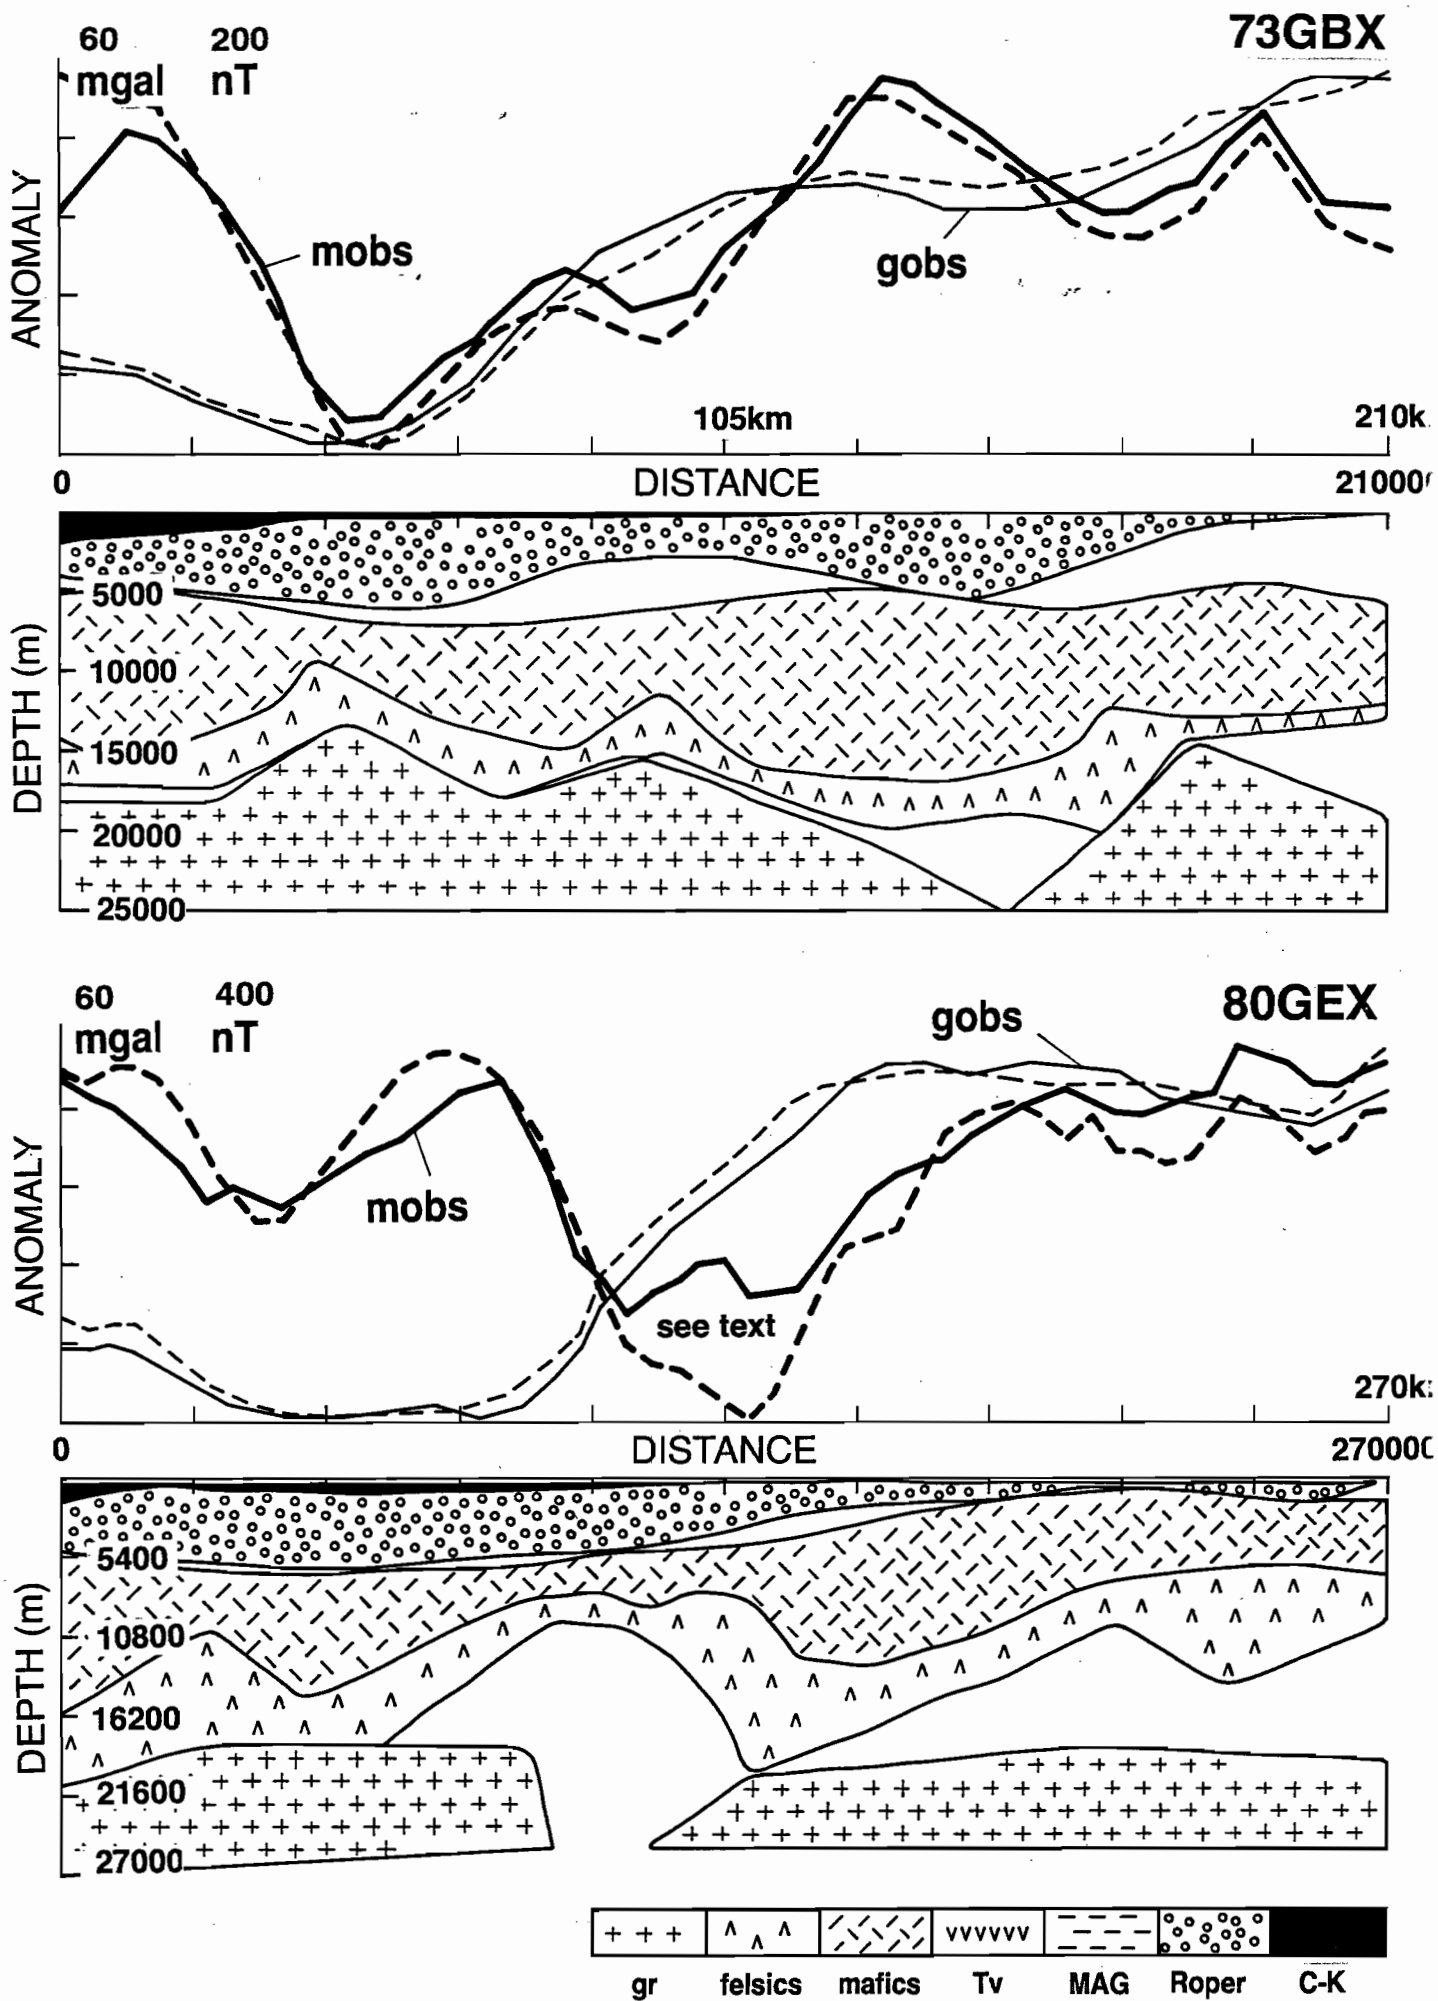 60 200 73GBX
mgal nT
ANOMALY
mobs
gobs
105km 210k
0 DISTANCE 21000
DEPTH (m)
5000
10000
15000
20000
25000
60 400 80GEX
mgal nT
ANOMALY
gobs
mobs
see text
270k
0 DISTANCE 27000
DEPTH (m)
5400
10800
16200
21600
27000
gr felsics mafics Tv MAG Roper C-K